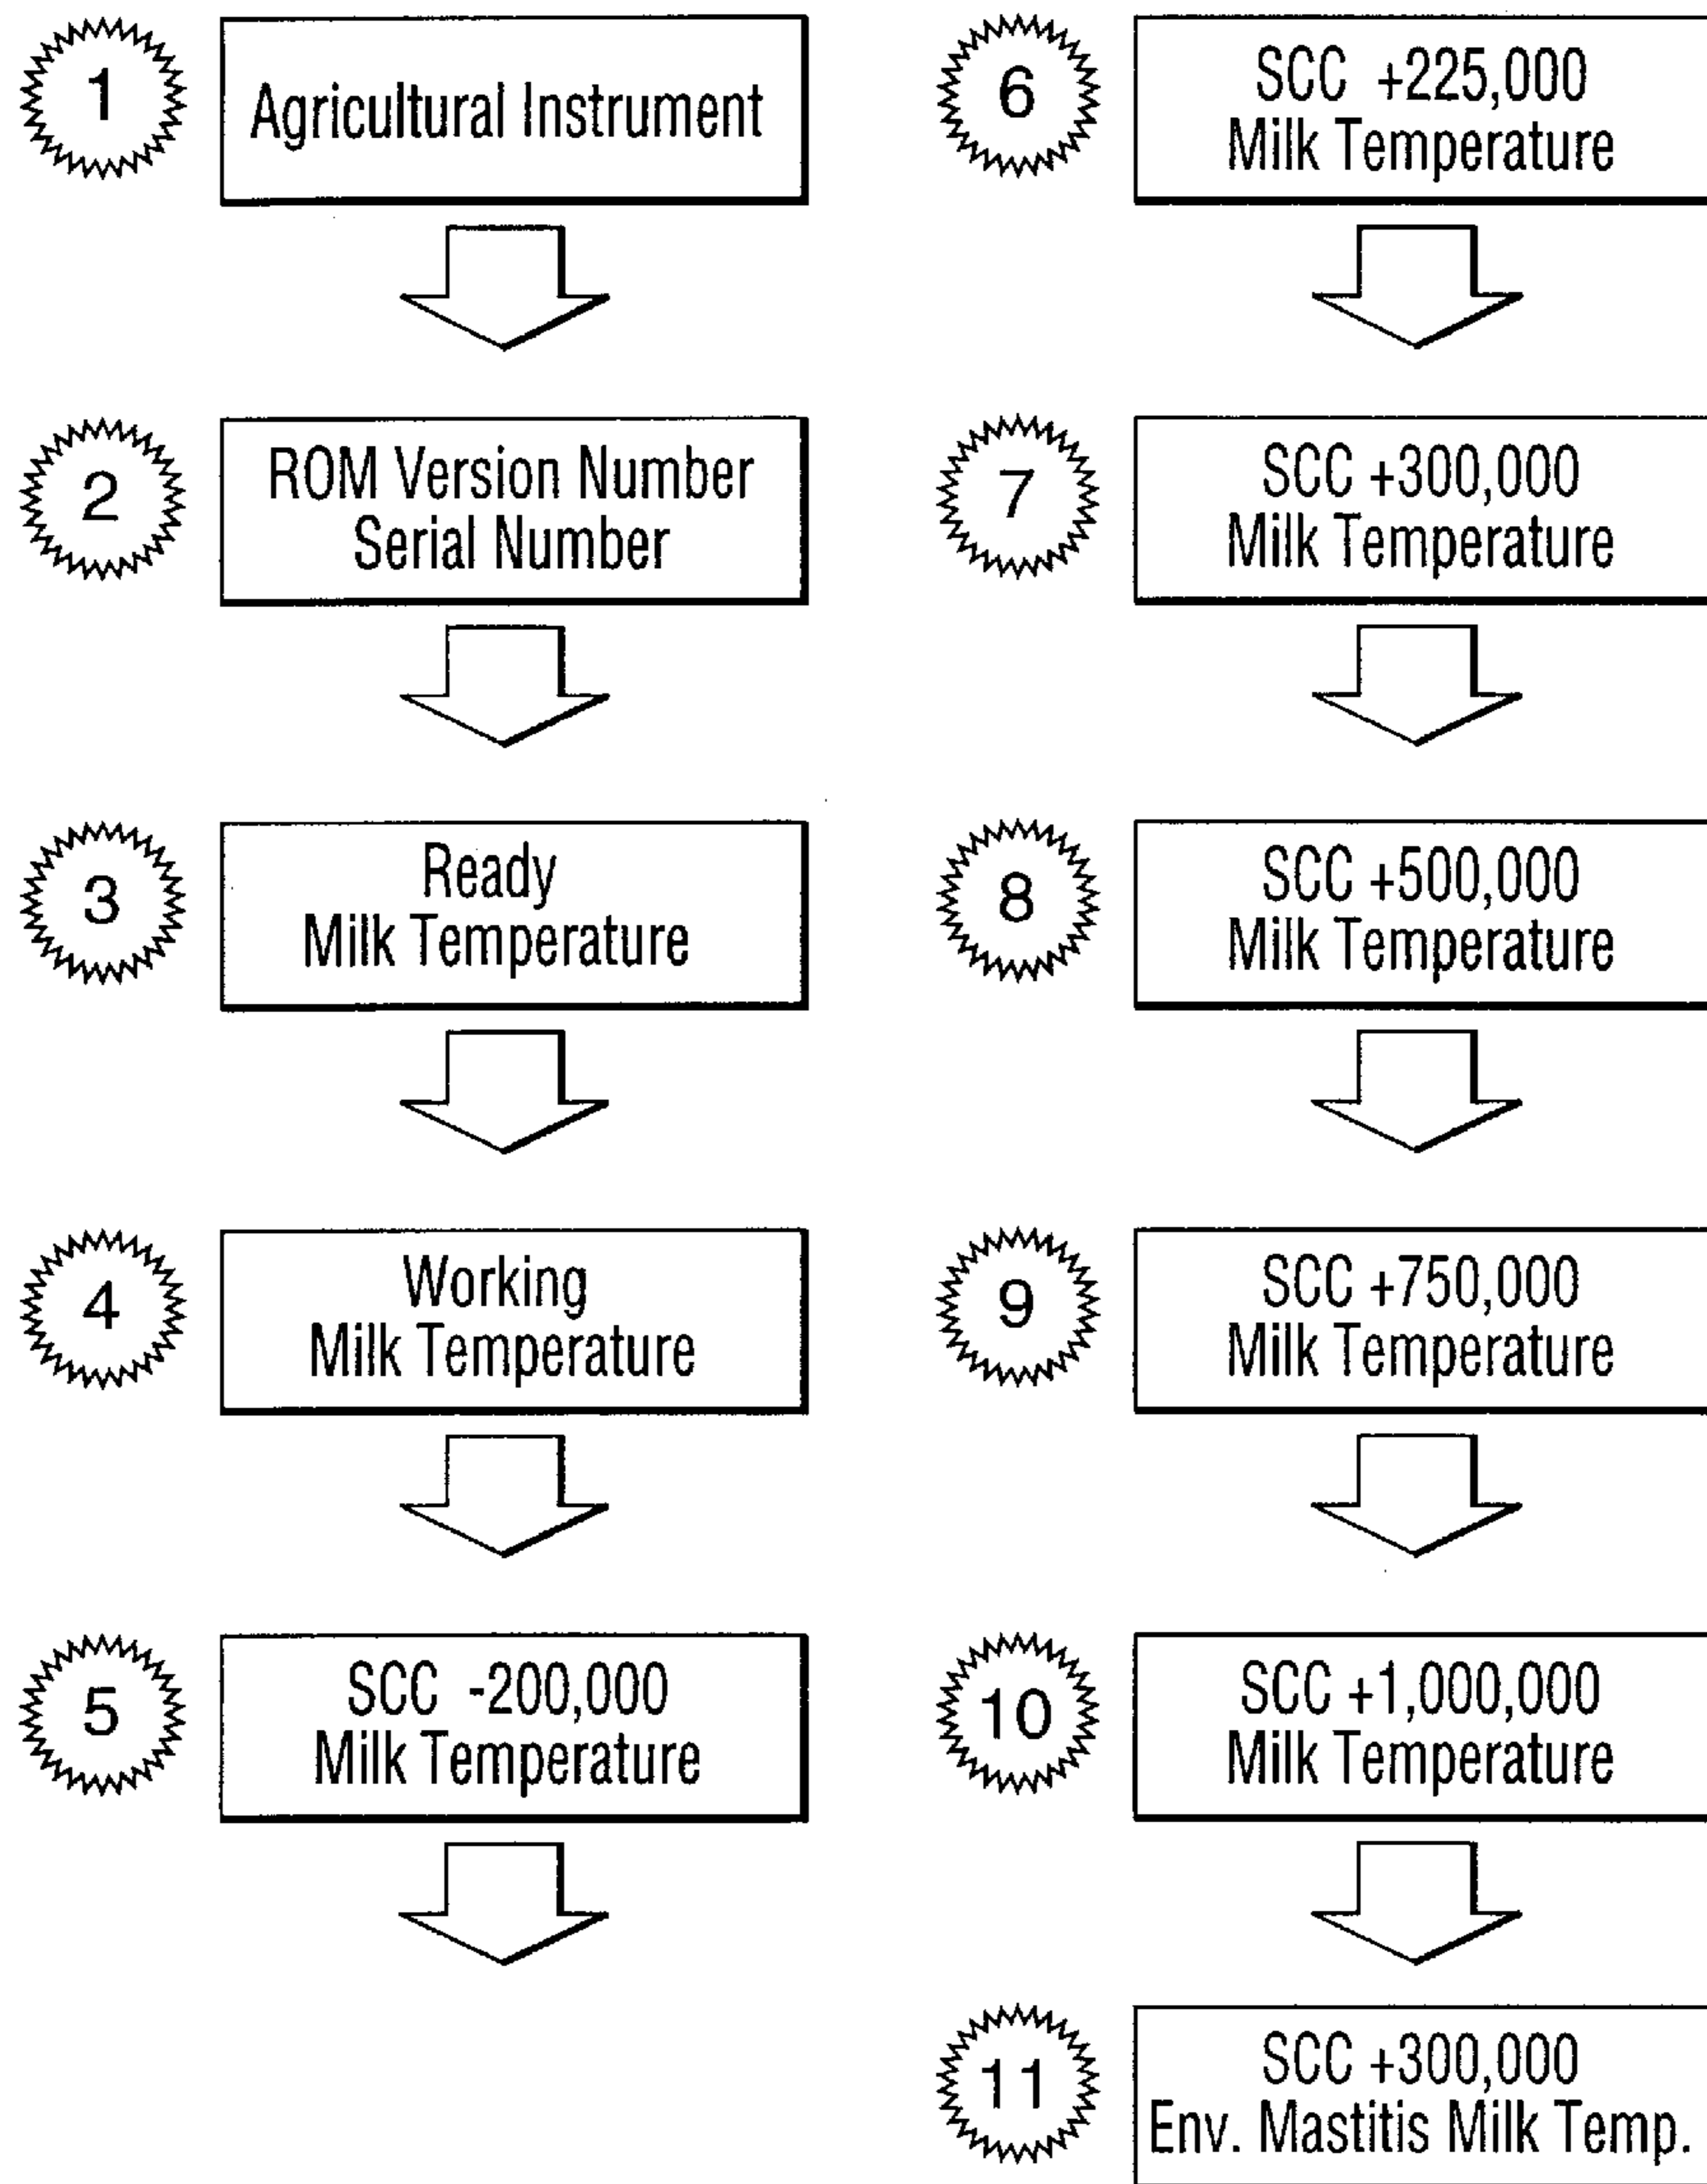 1
Agricultural Instrument
2
ROM Version Number
Serial Number
3
Ready
Milk Temperature
4
Working
Milk Temperature
5
SCC -200,000
Milk Temperature
6
SCC +225,000
Milk Temperature
7
SCC +300,000
Milk Temperature
8
SCC +500,000
Milk Temperature
9
SCC +750,000
Milk Temperature
10
SCC +1,000,000
Milk Temperature
11
SCC +300,000
Env. Mastitis Milk Temp.